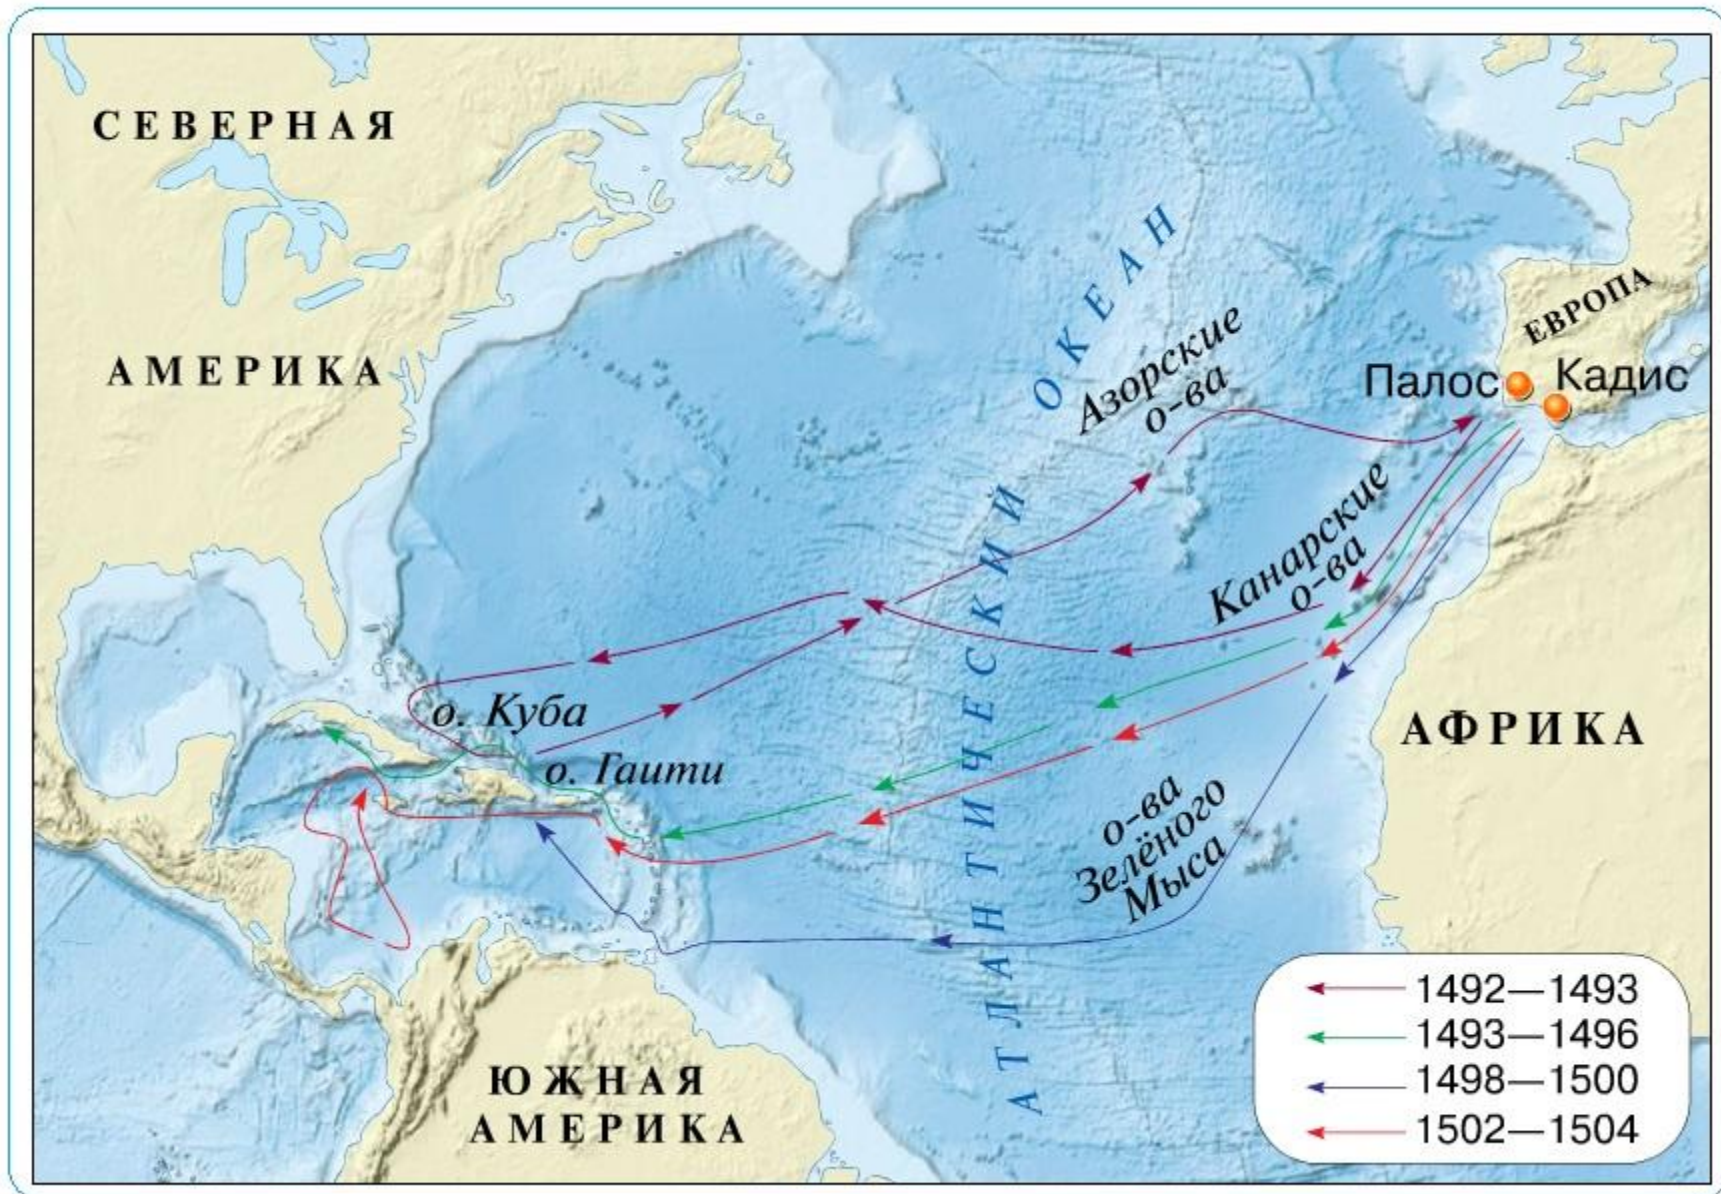 СЕВЕРНАЯ
АМЕРИКА
АТЛАНТИЧЕСКИЙ ОКЕАН
Азорские
о-ва
ЕВРОПА
Палос
Кадис
Канарские
о-ва
о. Куба
о. Гаити
АФРИКА
о-ва
Зелёного
Мыса
ЮЖНАЯ
АМЕРИКА
1492—1493
1493—1496
1498—1500
1502—1504